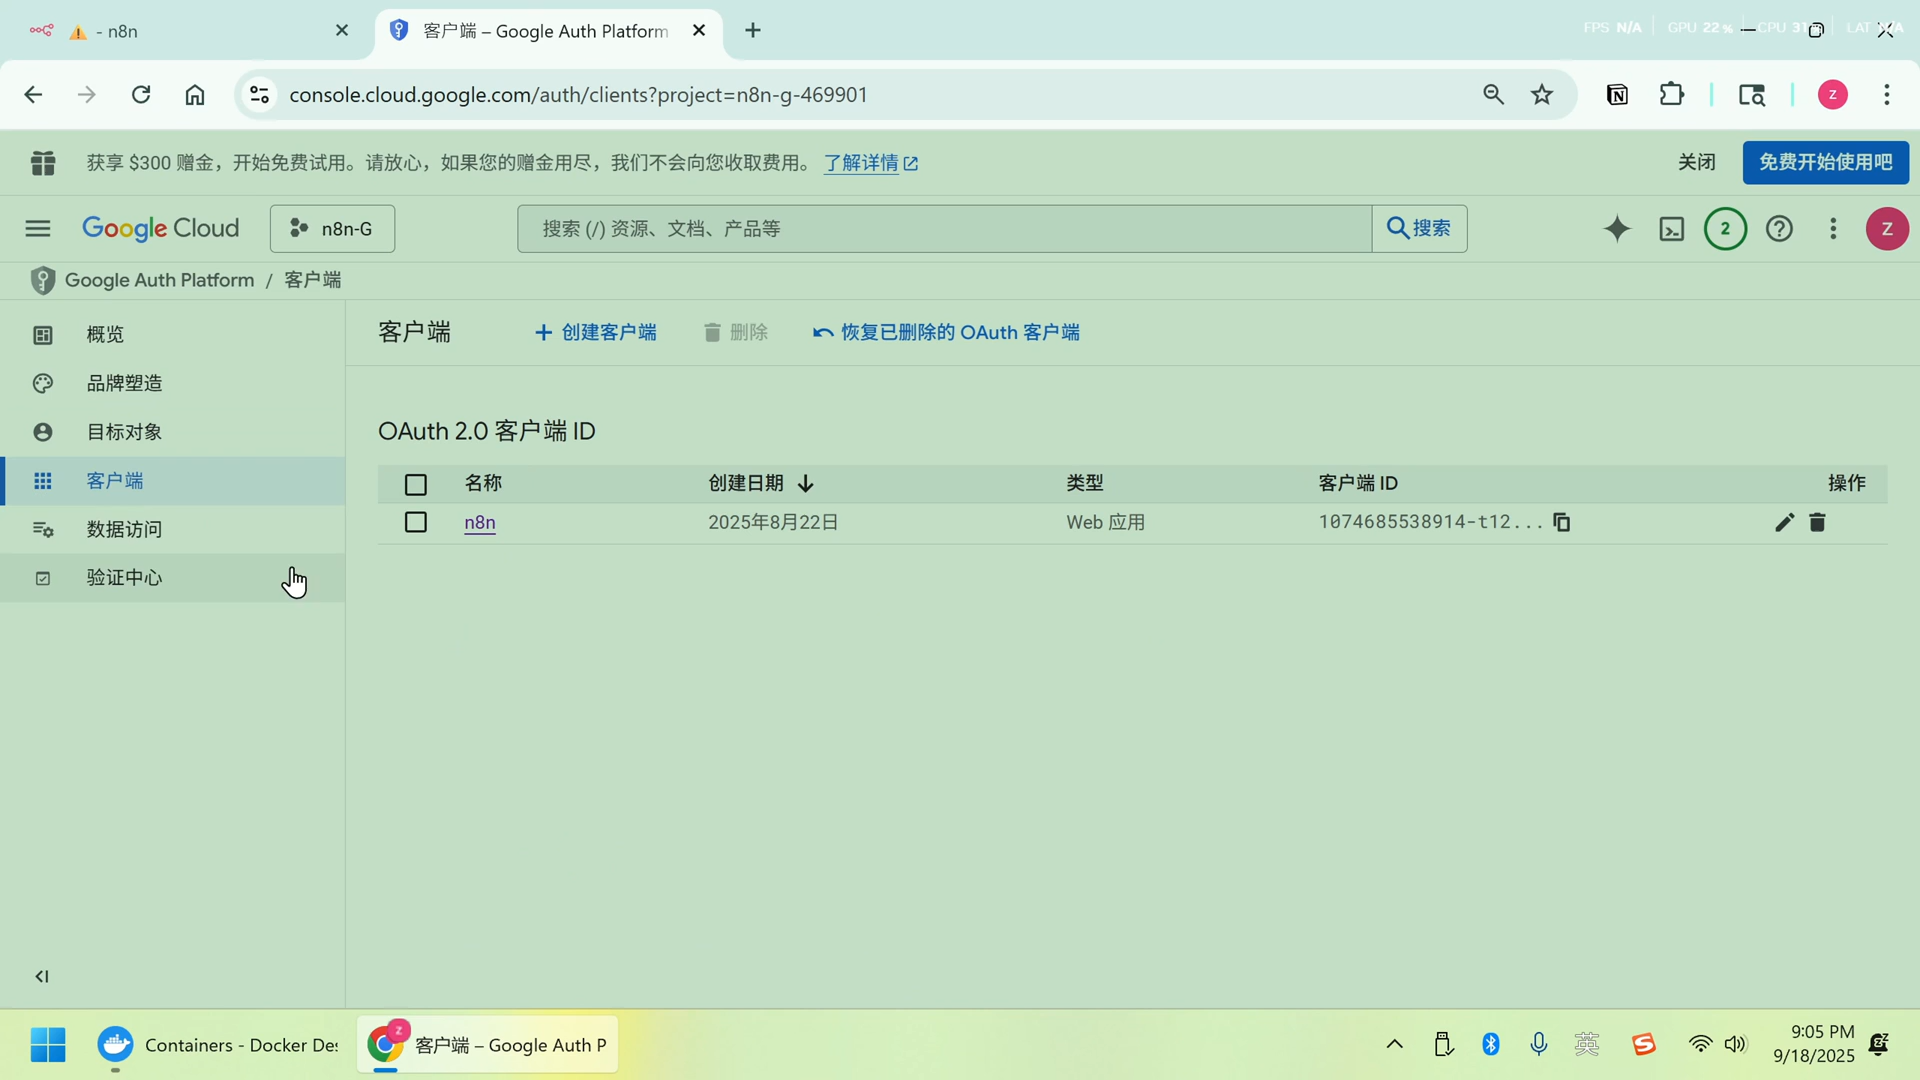 - n8n
客户端 – Google Auth Platform
FPS N/A
GPU 22 %
CPU 31
LAT N/A
console.cloud.google.com/auth/clients?project=n8n-g-469901
Z
获享 $300 赠金，开始免费试用。请放心，如果您的赠金用尽，我们不会向您收取费用。 了解详情
关闭
免费开始使用吧
Google Cloud
n8n-G
搜索 (/) 资源、文档、产品等
搜索
2
Z
Google Auth Platform / 客户端
概览
品牌塑造
目标对象
客户端
数据访问
验证中心
客户端
创建客户端
删除
恢复已删除的 OAuth 客户端
OAuth 2.0 客户端 ID
名称 创建日期 类型 客户端 ID 操作
n8n 2025年8月22日 Web 应用 1074685538914-t12...
Containers - Docker Des
Z
客户端 – Google Auth P
英
S
9:05 PM
9/18/2025